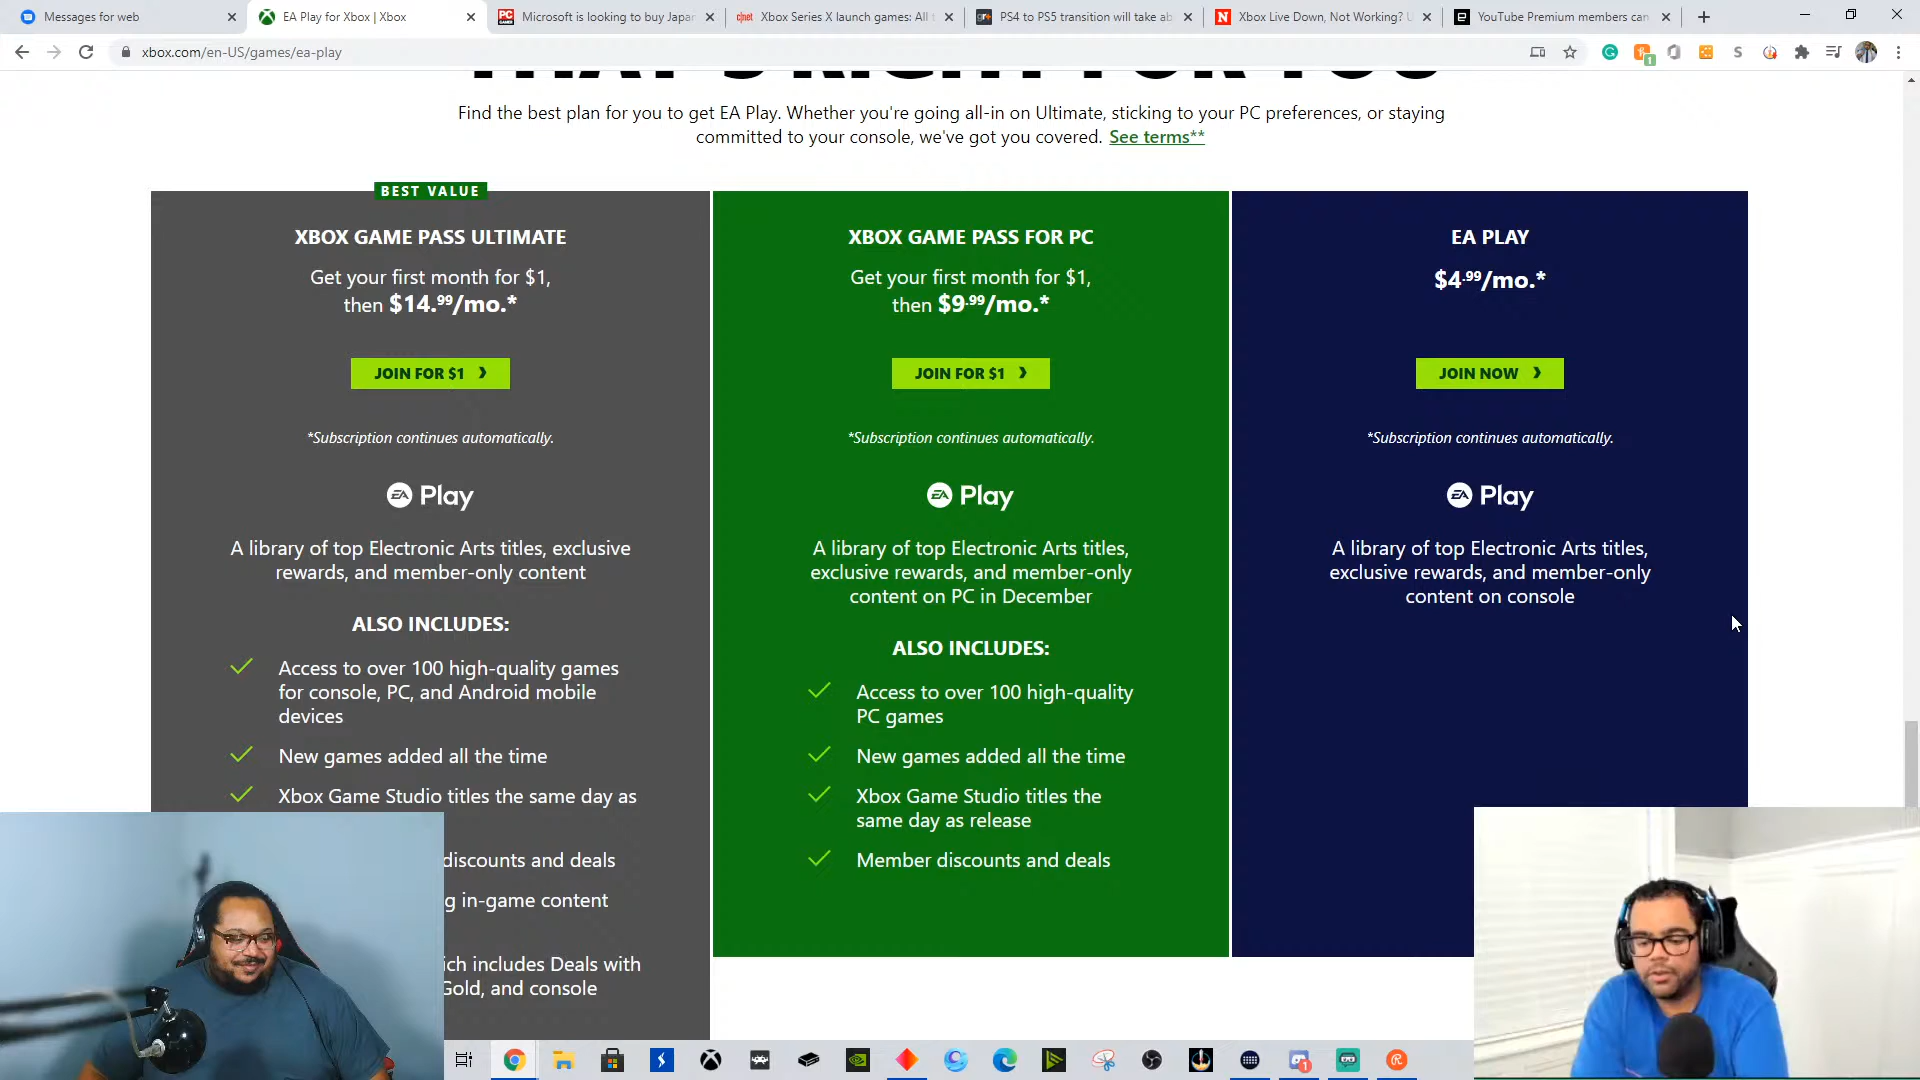 Messages for web
EA Play for Xbox | Xbox
Microsoft is looking to buy Japan
Xbox Series X launch games: All t
PS4 to PS5 transition will take ab
Xbox Live Down, Not Working? U
YouTube Premium members can
xbox.com/en-US/games/ea-play
THAT'S RIGHT FOR YOU
Find the best plan for you to get EA Play. Whether you're going all-in on Ultimate, sticking to your PC preferences, or staying
committed to your console, we've got you covered. See terms**
BEST VALUE
XBOX GAME PASS ULTIMATE
Get your first month for $1,
then $14.99/mo.*
JOIN FOR $1
*Subscription continues automatically.
EA Play
A library of top Electronic Arts titles, exclusive
rewards, and member-only content
ALSO INCLUDES:
Access to over 100 high-quality games
for console, PC, and Android mobile
devices
New games added all the time
Xbox Game Studio titles the same day as
discounts and deals
g in-game content
ich includes Deals with
Gold, and console
XBOX GAME PASS FOR PC
Get your first month for $1,
then $9.99/mo.*
JOIN FOR $1
*Subscription continues automatically.
EA Play
A library of top Electronic Arts titles,
exclusive rewards, and member-only
content on PC in December
ALSO INCLUDES:
Access to over 100 high-quality
PC games
New games added all the time
Xbox Game Studio titles the
same day as release
Member discounts and deals
EA PLAY
$4.99/mo.*
JOIN NOW
*Subscription continues automatically.
EA Play
A library of top Electronic Arts titles,
exclusive rewards, and member-only
content on console